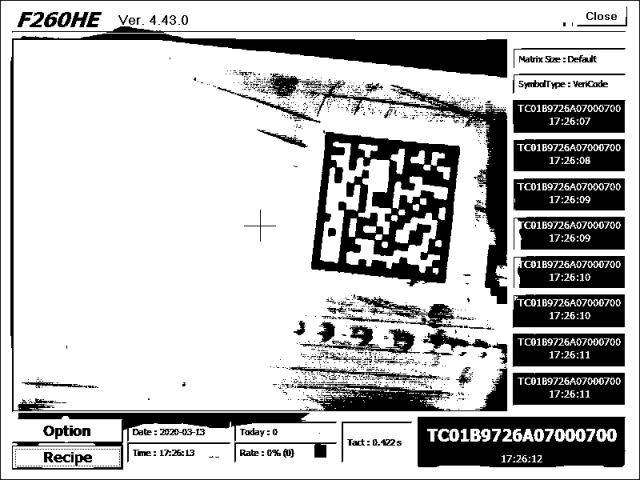 F260HE Ver. 4.43.0
Close
Matrix Size : Default
SymbolType : VeriCode
TC01B9726A07000700
17:26:07
TC01B9726A07000700
17:26:08
TC01B9726A07000700
17:26:09
TC01B9726A07000700
17:26:09
TC01B9726A07000700
17:26:10
TC01B9726A07000700
17:26:10
TC01B9726A07000700
17:26:11
TC01B9726A07000700
17:26:11
Option
Recipe
Date : 2020-03-13
Time : 17:26:13
Today : 0
Rate : 0% (0)
Tact : 0.422 s
TC01B9726A07000700
17:26:12